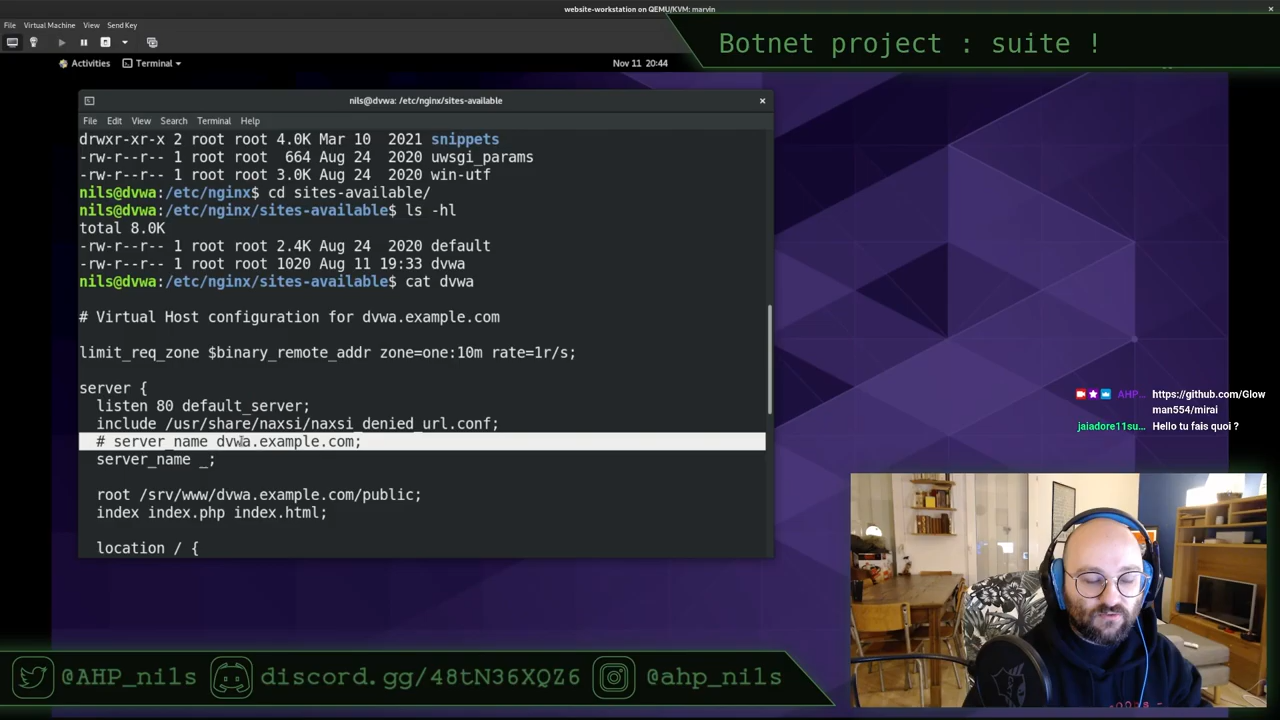 website-workstation on QEMU/KVM: marvin
File Virtual Machine View Send Key
Botnet project : suite !
Activities Terminal Nov 11 20:44
nils@dvwa: /etc/nginx/sites-available
File Edit View Search Terminal Help
drwxr-xr-x 2 root root 4.0K Mar 10  2021 snippets
-rw-r--r-- 1 root root  664 Aug 24  2020 uwsgi_params
-rw-r--r-- 1 root root 3.0K Aug 24  2020 win-utf
nils@dvwa:/etc/nginx$ cd sites-available/
nils@dvwa:/etc/nginx/sites-available$ ls -hl
total 8.0K
-rw-r--r-- 1 root root 2.4K Aug 24  2020 default
-rw-r--r-- 1 root root 1020 Aug 11 19:33 dvwa
nils@dvwa:/etc/nginx/sites-available$ cat dvwa
# Virtual Host configuration for dvwa.example.com
limit_req_zone $binary_remote_addr zone=one:10m rate=1r/s;
server {
listen 80 default_server;
include /usr/share/naxsi/naxsi_denied_url.conf;
# server_name dvwa.example.com;
server_name _;
root /srv/www/dvwa.example.com/public;
index index.php index.html;
location / {
AHP... https://github.com/Glow
man554/mirai
jaiadore11su... Hello tu fais quoi ?
@AHP_nils discord.gg/48tN36XQZ6 @ahp_nils